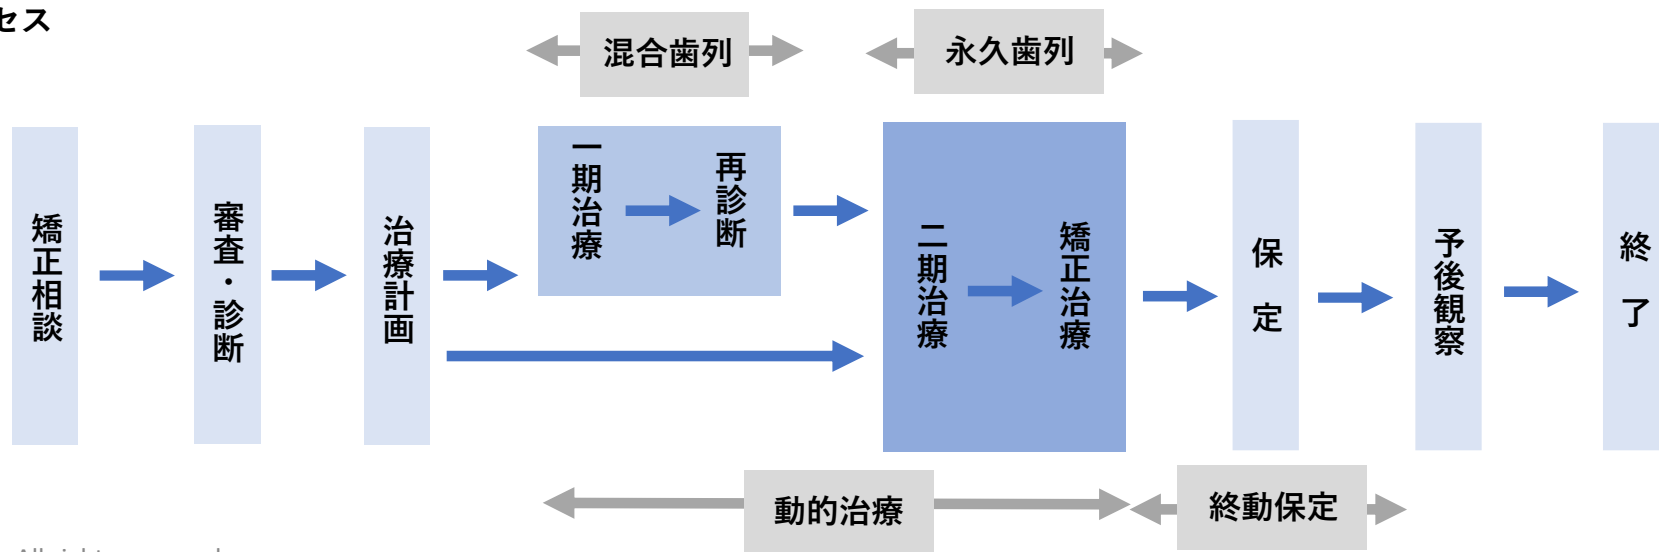 セス
混合歯列
永久歯列
矯正相談
審査・診断
治療計画
一期治療
再診断
二期治療
矯正治療
保定
予後観察
終了
動的治療
終動保定